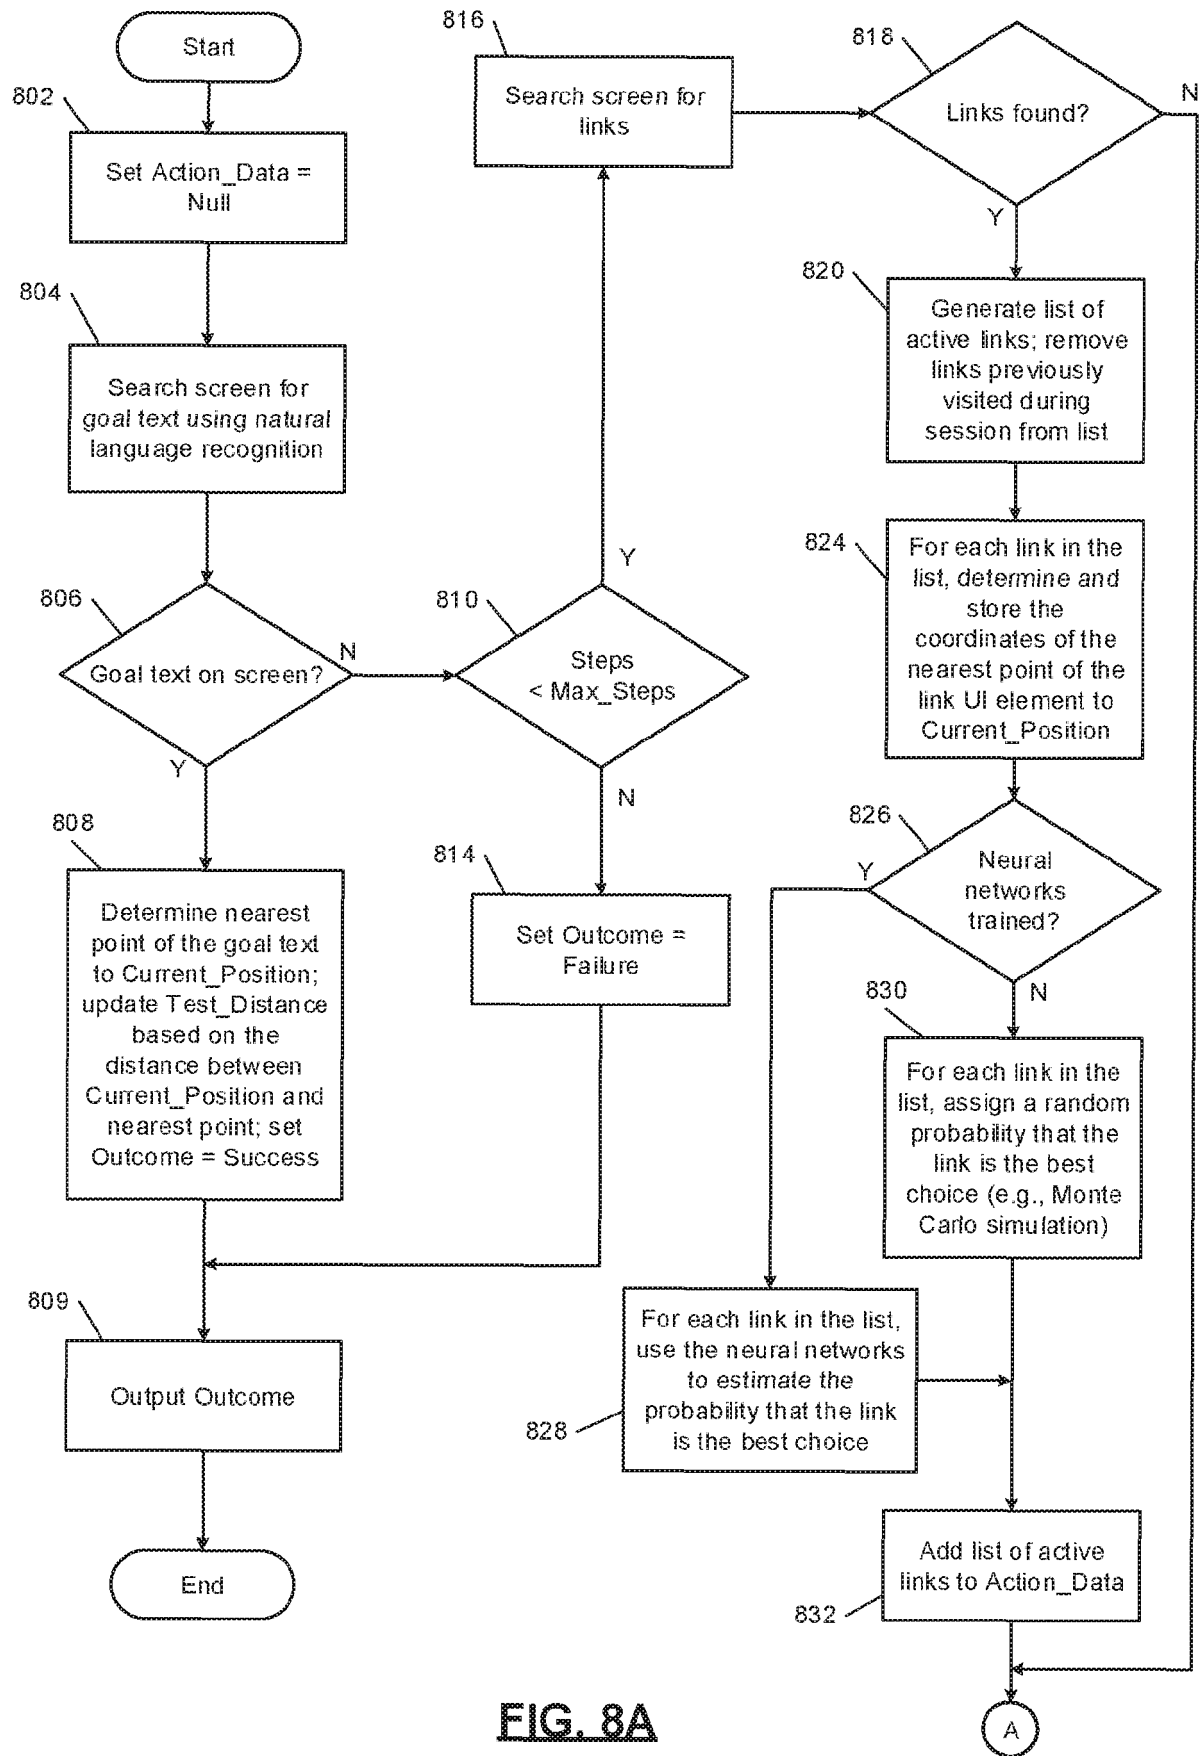 Start
802
Set Action_Data =
Null
804
Search screen for
goal text using natural
language recognition
806
Goal text on screen?
N
Y
808
Determine nearest
point of the goal text
to Current_Position;
update Test_Distance
based on the
distance between
Current_Position and
nearest point; set
Outcome = Success
809
Output Outcome
End
810
Steps
< Max_Steps
Y
N
814
Set Outcome =
Failure
816
Search screen for
links
818
Links found?
N
Y
820
Generate list of
active links; remove
links previously
visited during
session from list
824
For each link in the
list, determine and
store the
coordinates of the
nearest point of the
link UI element to
Current_Position
826
Neural
networks
trained?
Y
N
830
For each link in the
list, assign a random
probability that the
link is the best
choice (e.g., Monte
Carlo simulation)
For each link in the list,
use the neural networks
to estimate the
probability that the link
is the best choice
828
Add list of active
links to Action_Data
832
A
FIG. 8A